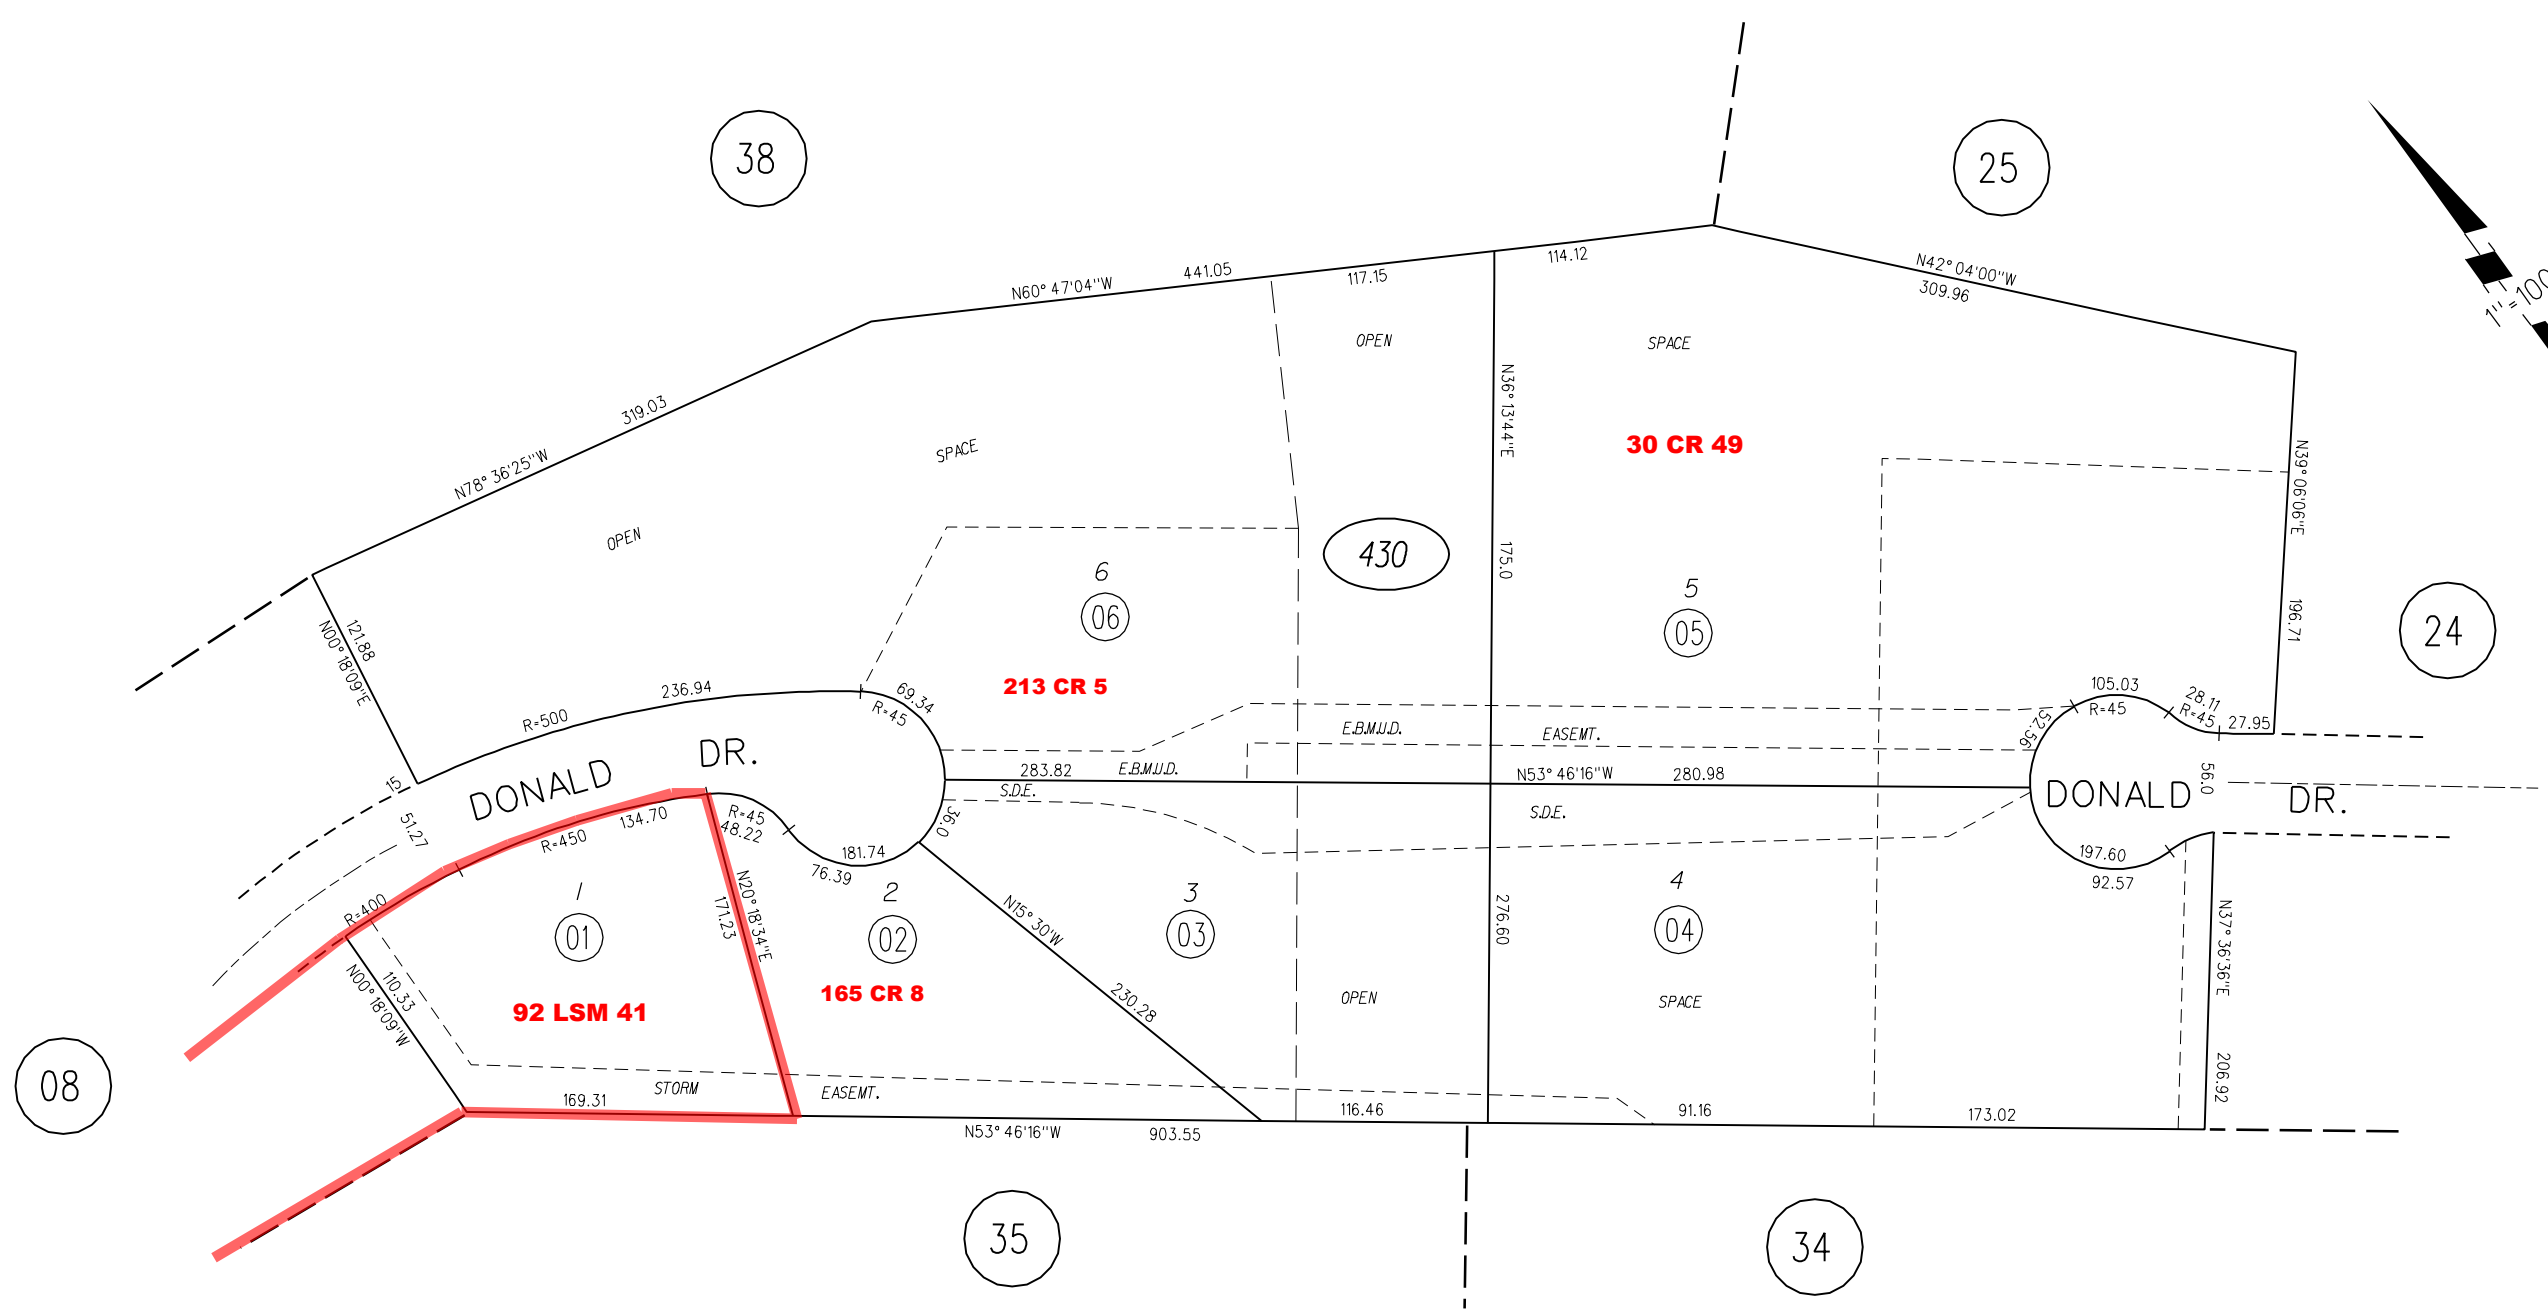 38
25
1''=100
N42° 04'00"W
309.96
114.12
441.05
117.15
N60° 47'04"W
OPEN
SPACE
N36° 13'44"E
319.03
30 CR 49
SPACE
N78° 36'25"W
N39° 06'06"E
OPEN
430
175.0
6
06
5
05
196.71
24
121.88
N00° 18'09"E
213 CR 5
236.94
R=500
69.34
R=45
105.03
R=45
28.11
R=45
27.95
52.56
E.B.M.U.D.
EASEMT.
DONALD DR.
283.82
E.B.M.U.D.
N53° 46'16"W
280.98
56.0
15
S.D.E.
S.D.E.
DONALD DR.
51.27
134.70
R=450
R=45
48.22
36.0
181.74
76.39
197.60
92.57
R=400
1
01
N20° 18'34"E
171.23
2
02
3
03
4
04
N15° 30'W
276.60
N37° 36'36"E
110.33
N00° 18'09"W
92 LSM 41
165 CR 8
230.28
OPEN
SPACE
08
STORM
EASEMT.
169.31
116.46
91.16
173.02
206.92
N53° 46'16"W
903.55
35
34